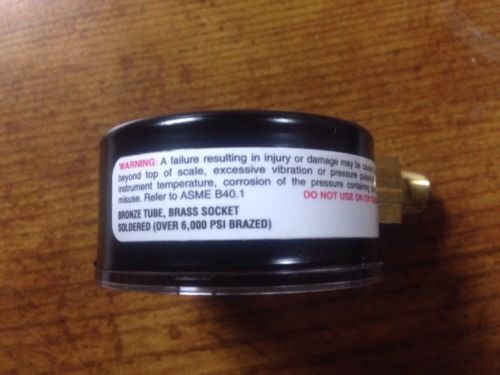 WARNING: A failure resulting in injury or damage may be caused
beyond top of scale, excessive vibration or pressure
instrument temperature, corrosion of the pressure containing
misuse. Refer to ASME B40.1 DO NOT USE ON
BRONZE TUBE, BRASS SOCKET
SOLDERED (OVER 6,000 PSI BRAZED)